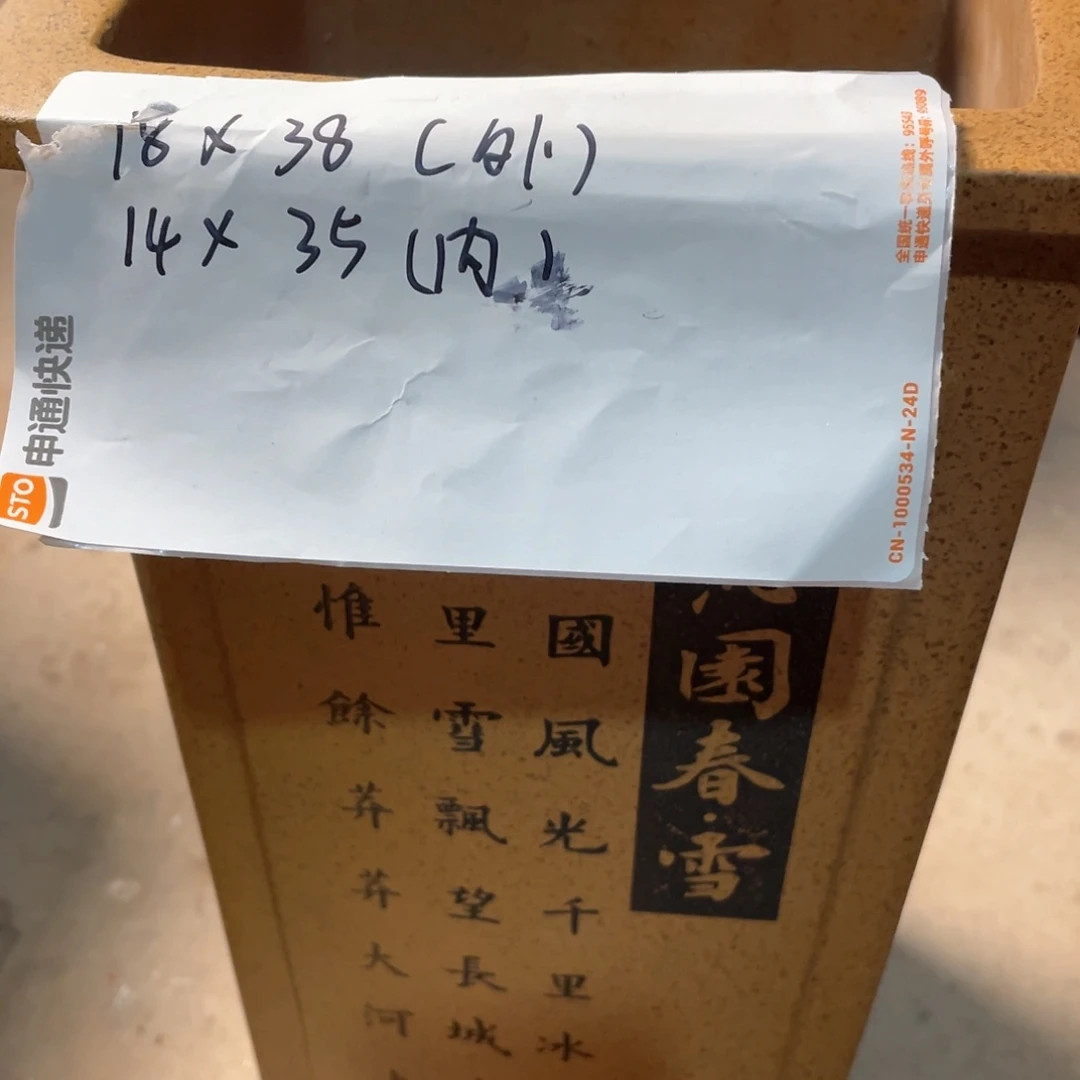 18 × 38 (外)
14 × 35 (内)
申通快递
STO
CN-1000534-N-24D
園春·雪
國風光千里冰
里雪飄望長城
惟餘莽莽大河